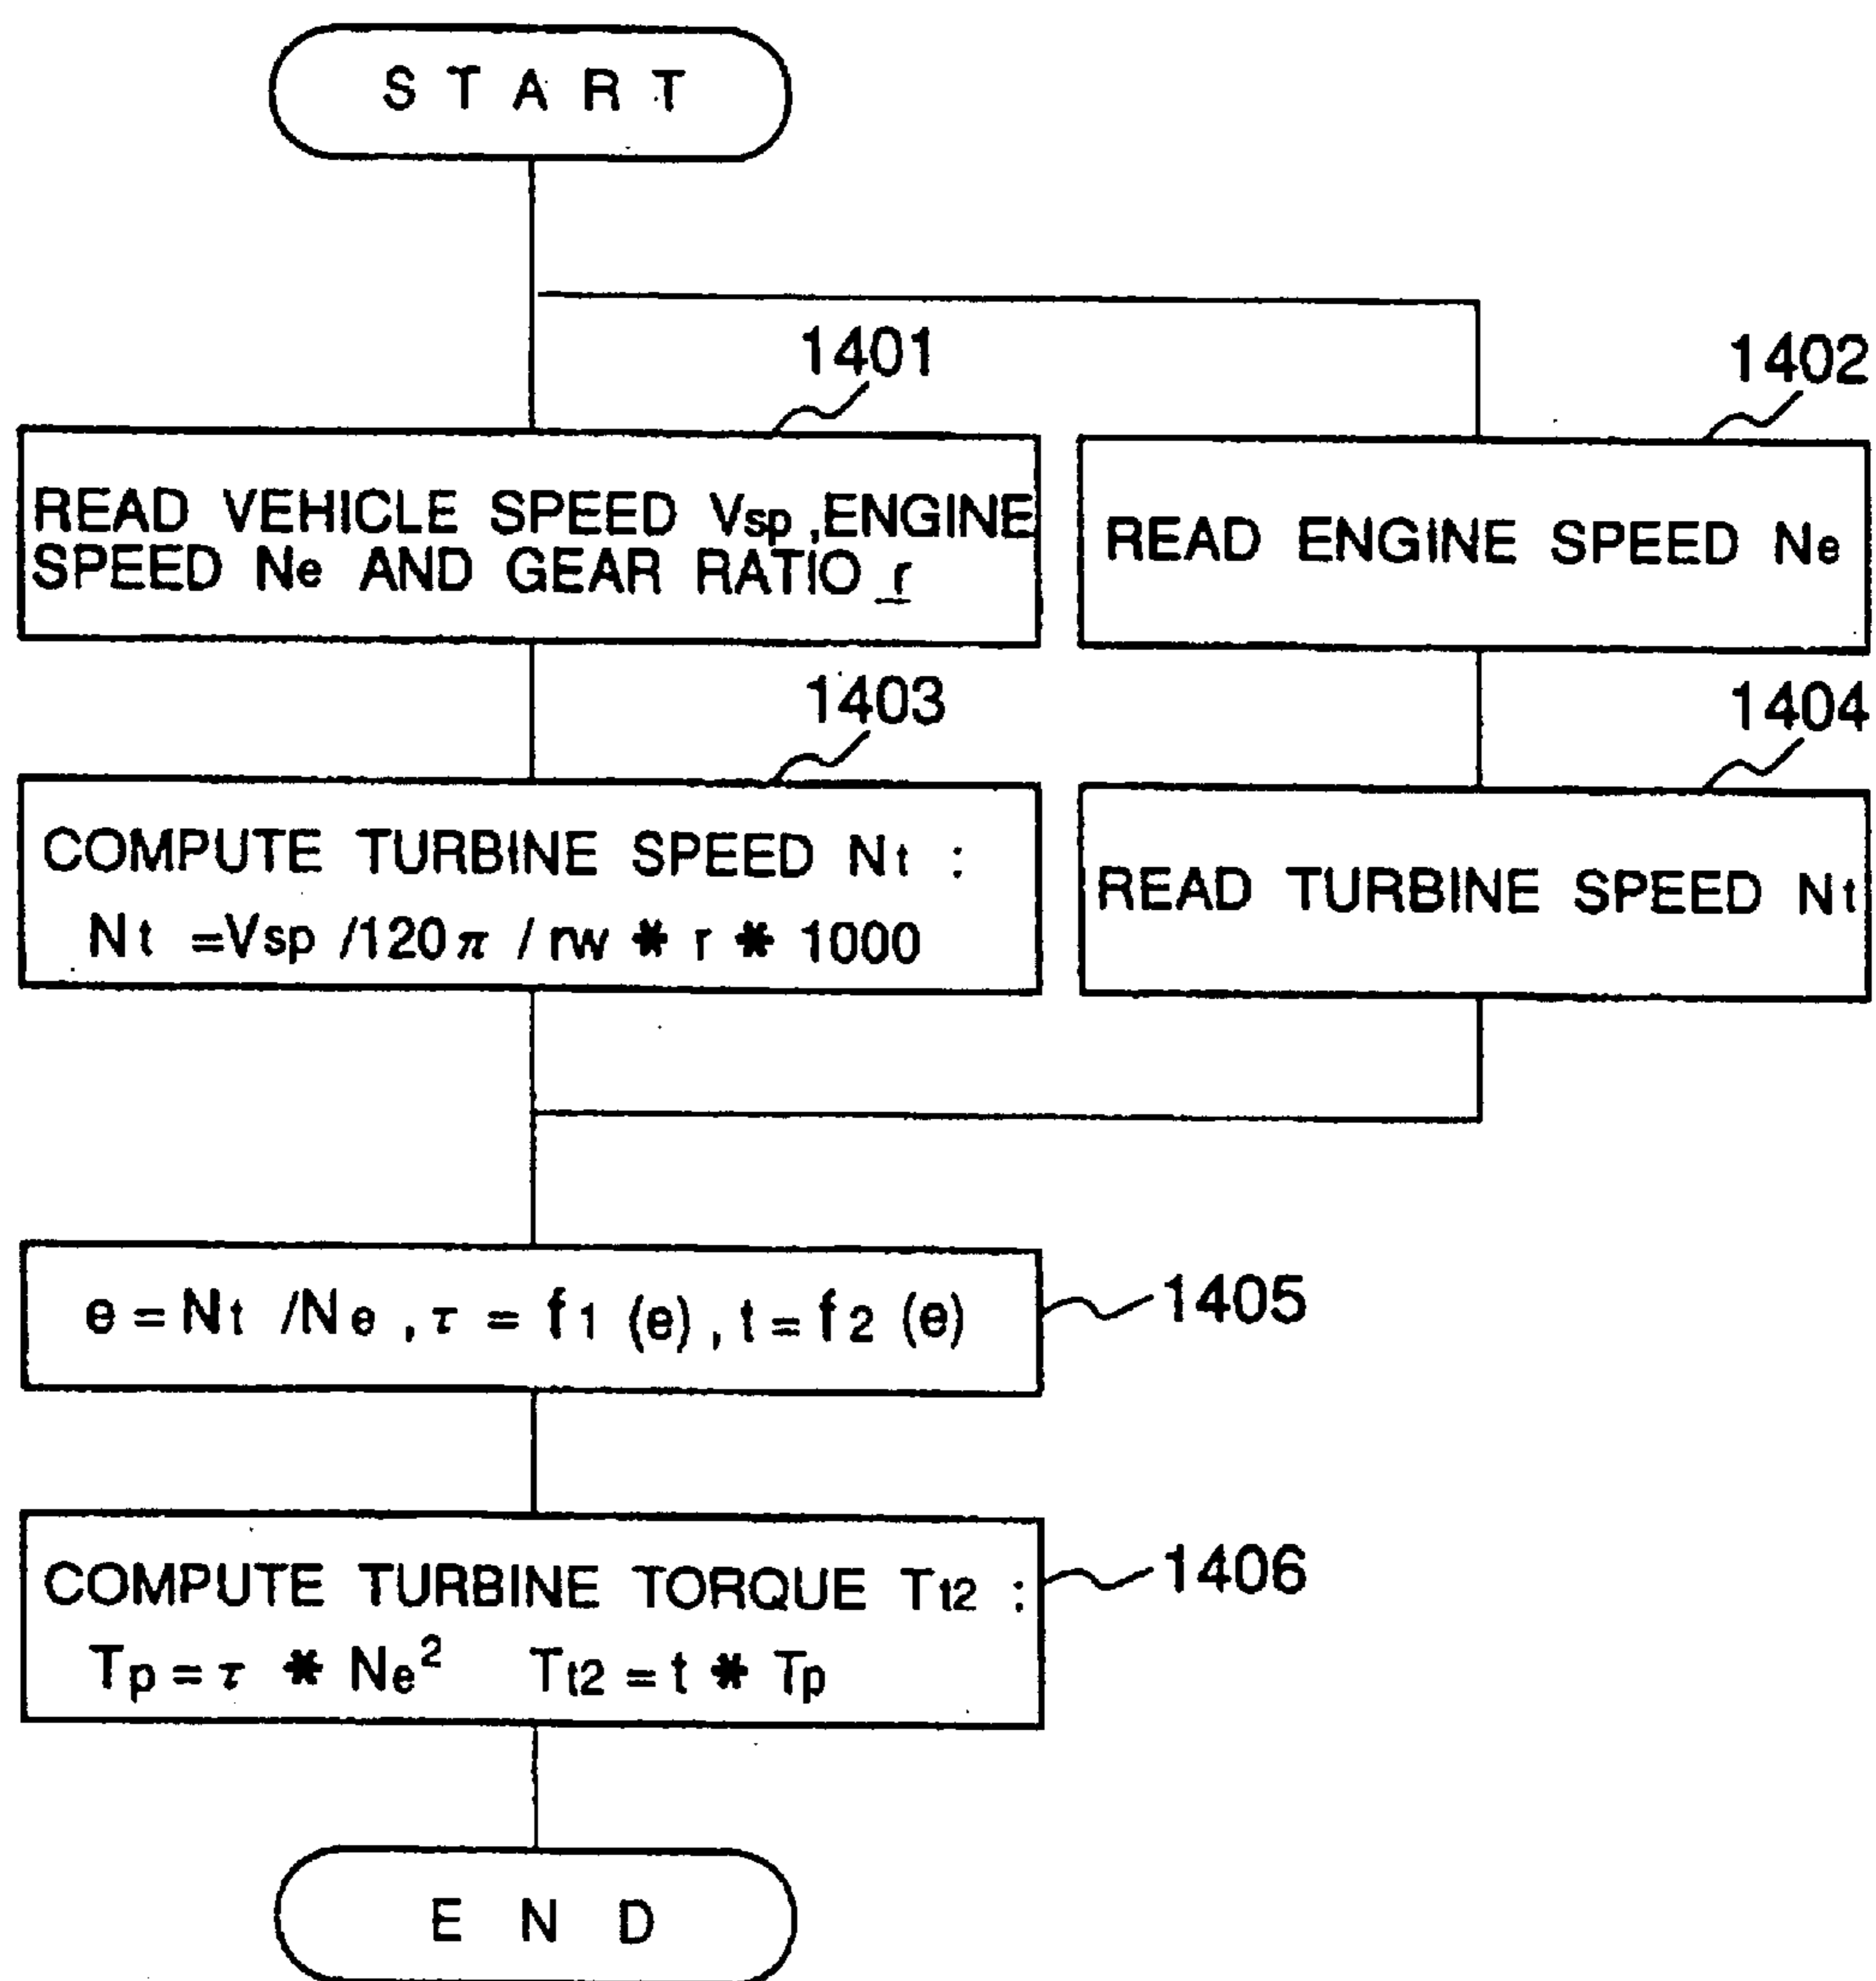 START
1401
1402
READ VEHICLE SPEED Vsp,ENGINE
SPEED Ne AND GEAR RATIO r
READ ENGINE SPEED Ne
1403
1404
COMPUTE TURBINE SPEED Nt :
Nt =Vsp /120π / rw * r * 1000
READ TURBINE SPEED Nt
e = Nt /Ne , τ = f1 (e) , t = f2 (e)
1405
COMPUTE TURBINE TORQUE Tt2 :
Tp = τ * Ne² Tt2 = t * Tp
1406
END